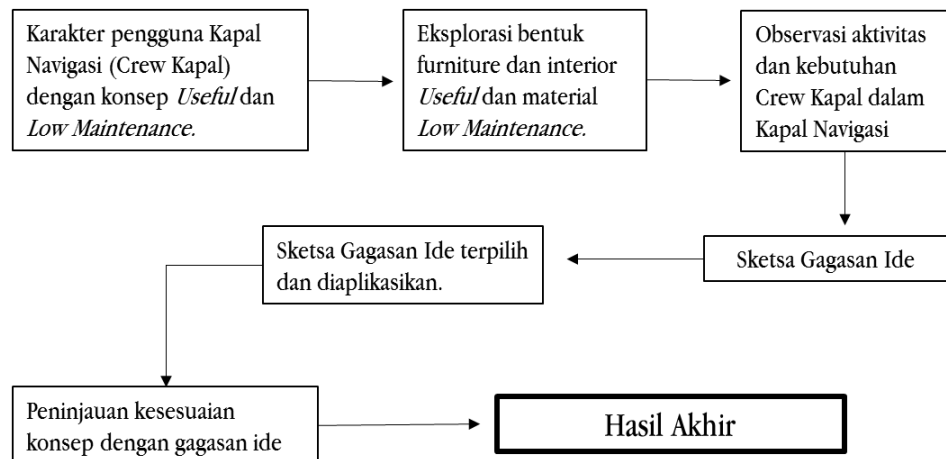 Karakter pengguna Kapal
Navigasi (Crew Kapal)
dengan konsep Useful dan
Low Maintenance.
Eksplorasi bentuk
furniture dan interior
Useful dan material
Low Maintenance.
Observasi aktivitas
dan kebutuhan
Crew Kapal dalam
Kapal Navigasi
Sketsa Gagasan Ide
Sketsa Gagasan Ide terpilih
dan diaplikasikan.
Peninjauan kesesuaian
konsep dengan gagasan ide
Hasil Akhir